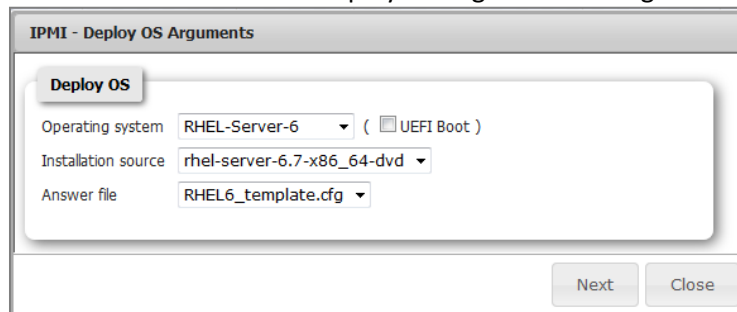 IPMI - Deploy OS Arguments
Deploy OS
Operating system RHEL-Server-6 ( UEFI Boot )
Installation source rhel-server-6.7-x86_64-dvd
Answer file RHEL6_template.cfg
Next Close